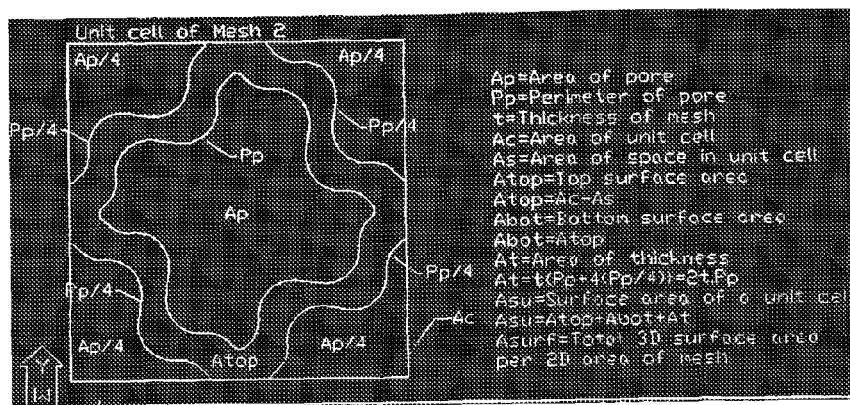 Unit cell of Mesh 2
Ap/4
Ap/4
Pp/4
Pp/4
Pp
Ap
Pp/4
Pp/4
Ap/4
Ap/4
Atop
Ac
Y
W
Ap=Area of pore
Pp=Perimeter of pore
t=Thickness of mesh
Ac=Area of unit cell
As=Area of space in unit cell
Atop=Top surface area
Atop=Ac-As
Abot=Bottom surface area
Abot=Atop
At=Area of thickness
At=t(Pp+4(Pp/4))=2t.Pp
Asu=Surface area of a unit cel
Asu=Atop+Abot+At
Asurf=Total 3D surface area
per 2D area of mesh